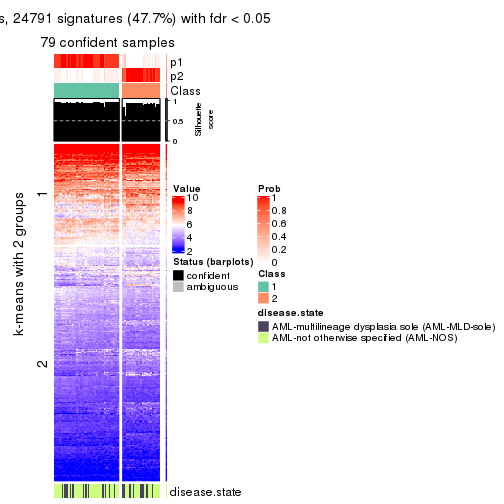 s, 24791 signatures (47.7%) with fdr < 0.05
79 confident samples
p1
p2
Class
1
0.5
0
Silhouette
score
k-means with 2 groups
1
2
Value
10
8
6
4
2
Status (barplots)
confident
ambiguous
Prob
1
0.8
0.6
0.4
0.2
0
Class
1
2
disease.state
AML-multilineage dysplasia sole (AML-MLD-sole)
AML-not otherwise specified (AML-NOS)
disease.state